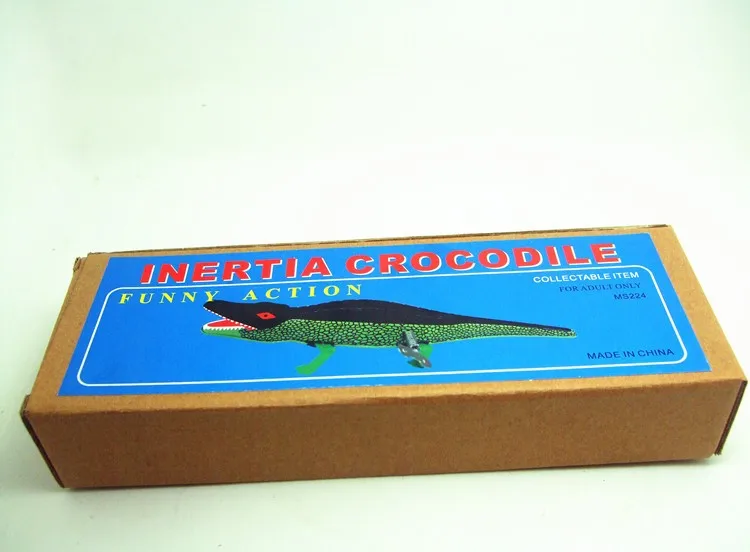 INERTIA CROCODILE
FUNNY ACTION
COLLECTABLE ITEM
FOR ADULT ONLY
MS224
MADE IN CHINA